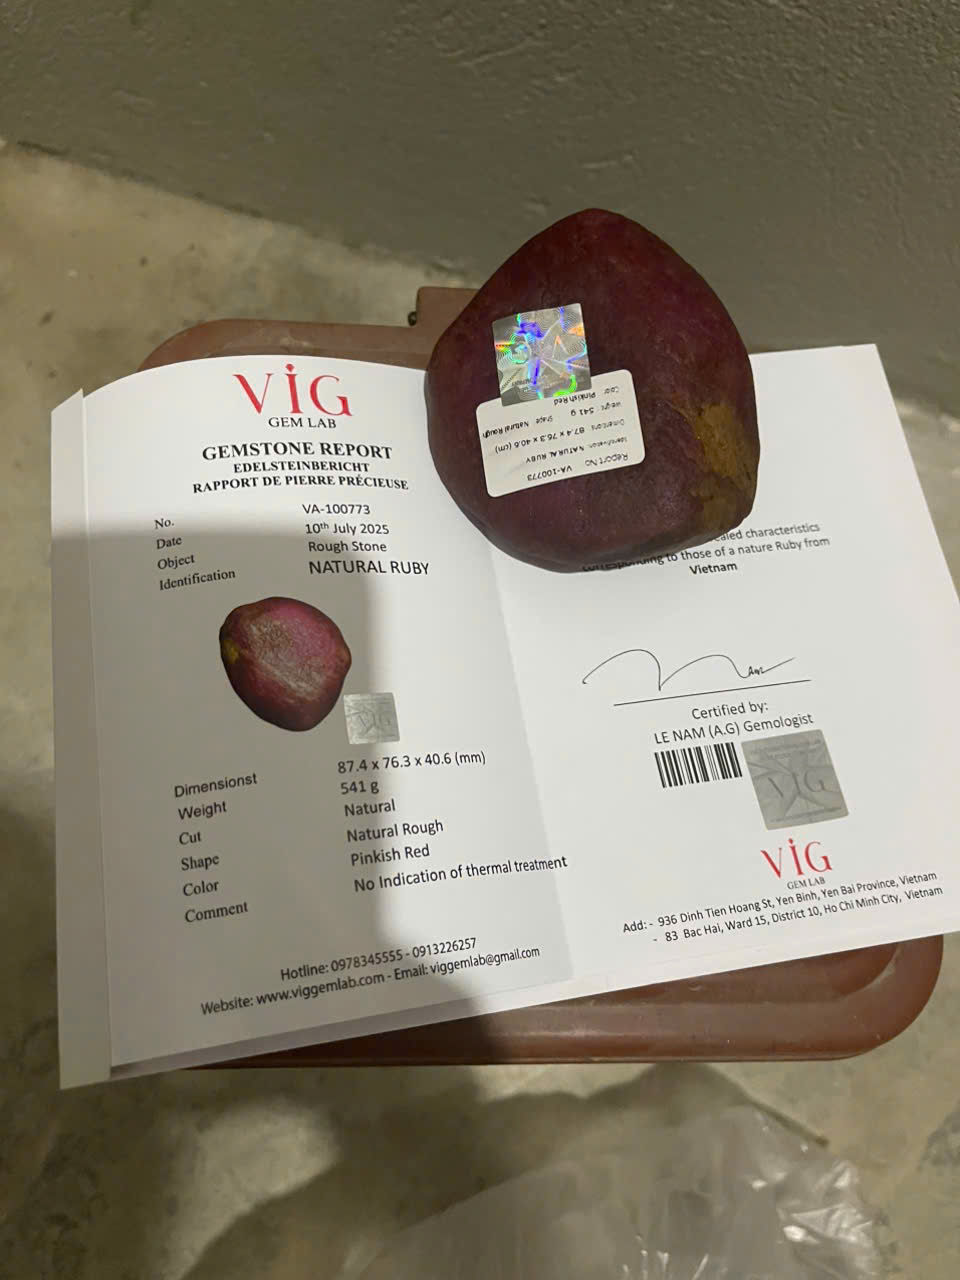 VIG
GEM LAB
GEMSTONE REPORT
EDELSTEINBERICHT
RAPPORT DE PIERRE PRÉCIEUSE
No. VA-100773
Date 10th July 2025
Object Rough Stone
Identification NATURAL RUBY
VIG
Dimensionst 87.4 x 76.3 x 40.6 (mm)
Weight 541 g
Cut Natural
Shape Natural Rough
Color Pinkish Red
Comment No Indication of thermal treatment
Hotline: 0978345555 - 0913226257
Website: www.viggemlab.com - Email: viggemlab@gmail.com
Report No VA-100773
Identification: NATURAL RUBY
Dimentions 87.4 x 76.3 x 40.6 (cm)
Weight: 541 g Shape Natural Rough
Color Pinkish Red
characteristics
to those of a nature Ruby from
Vietnam
Certified by:
LE NAM (A.G) Gemologist
VIG
VIG
GEM LAB
Add: - 936 Dinh Tien Hoang St, Yen Binh, Yen Bai Province, Vietnam
- 83 Bac Hai, Ward 15, District 10, Ho Chi Minh City, Vietnam